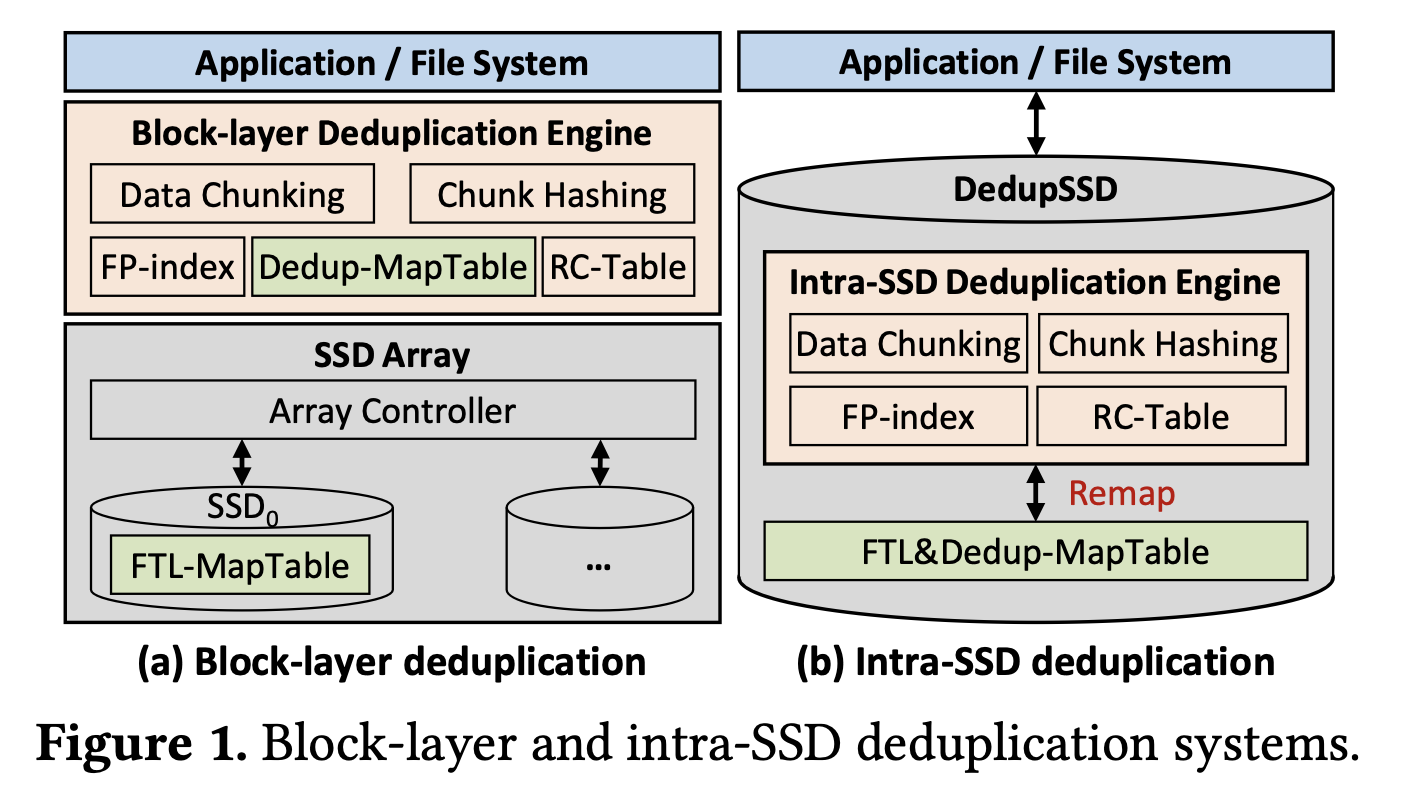 Application / File System
Block-layer Deduplication Engine
Data Chunking
Chunk Hashing
FP-index
Dedup-MapTable
RC-Table
SSD Array
Array Controller
SSD0
FTL-MapTable
...
(a) Block-layer deduplication
Application / File System
DedupSSD
Intra-SSD Deduplication Engine
Data Chunking
Chunk Hashing
FP-index
RC-Table
Remap
FTL&Dedup-MapTable
(b) Intra-SSD deduplication
Figure 1. Block-layer and intra-SSD deduplication systems.